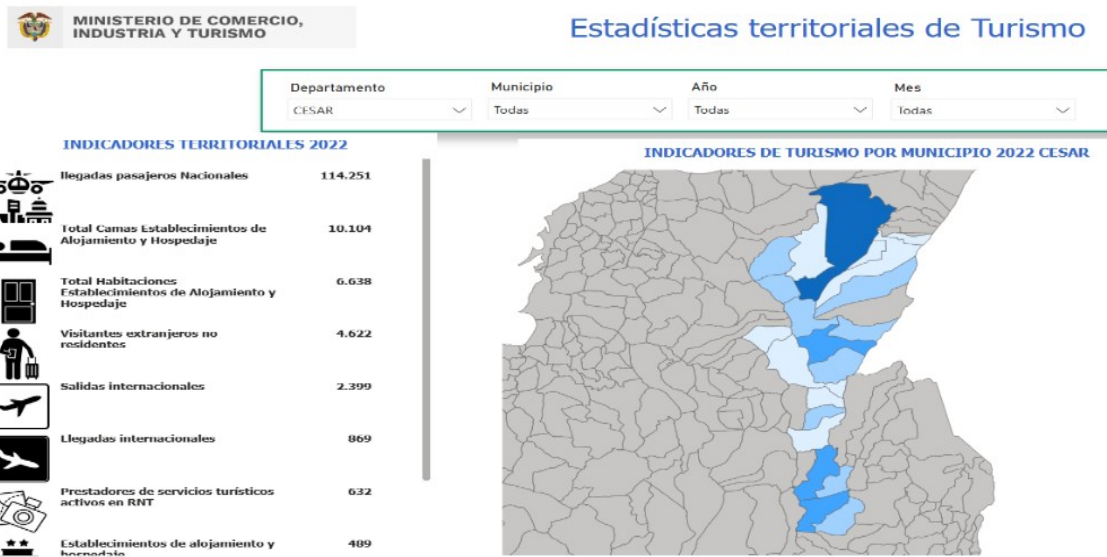 MINISTERIO DE COMERCIO,
INDUSTRIA Y TURISMO
Estadísticas territoriales de Turismo
Departamento
CESAR
Municipio
Todas
Año
Todas
Mes
Todas
INDICADORES TERRITORIALES 2022
llegadas pasajeros Nacionales 114.251
Total Camas Establecimientos de 10.104
Alojamiento y Hospedaje
Total Habitaciones 6.638
Establecimientos de Alojamiento y
Hospedaje
Visitantes extranjeros no 4.622
residentes
Salidas internacionales 2.399
Llegadas internacionales 869
Prestadores de servicios turísticos 632
activos en RNT
Establecimientos de alojamiento y 489
hospedaje
INDICADORES DE TURISMO POR MUNICIPIO 2022 CESAR